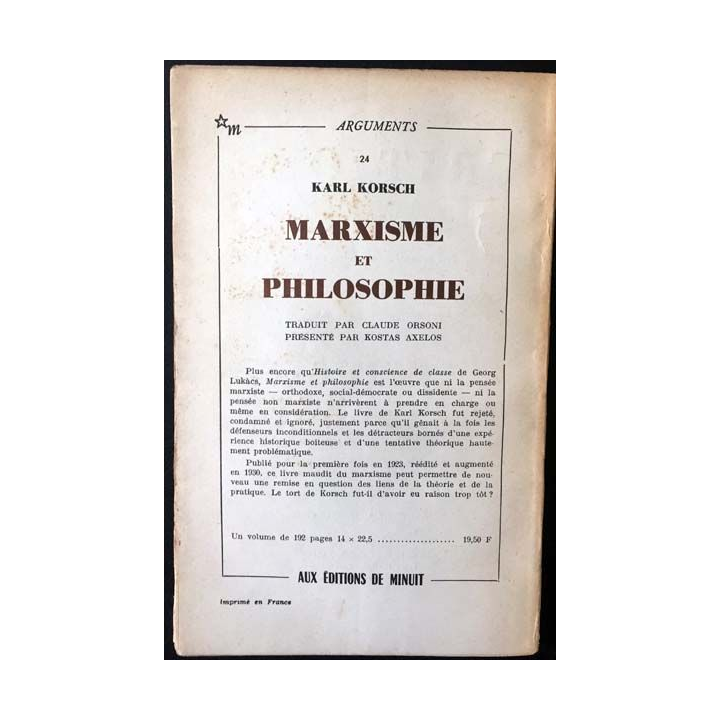 m ARGUMENTS
24
KARL KORSCH
MARXISME
ET
PHILOSOPHIE
TRADUIT PAR CLAUDE ORSONI
PRÉSENTÉ PAR KOSTAS AXELOS
Plus encore qu'Histoire et conscience de classe de Georg
Lukàcs, Marxisme et philosophie est l'œuvre que ni la pensée
marxiste — orthodoxe, social-démocrate ou dissidente — ni la
pensée non marxiste n'arrivèrent à prendre en charge ou
même en considération. Le livre de Karl Korsch fut rejeté,
condamné et ignoré, justement parce qu'il gênait à la fois les
défenseurs inconditionnels et les détracteurs bornés d'une expé-
rience historique boiteuse et d'une tentative théorique haute-
ment problématique.
Publié pour la première fois en 1923, réédité et augmenté
en 1930, ce livre maudit du marxisme peut permettre de nou-
veau une remise en question des liens de la théorie et de la
pratique. Le tort de Korsch fut-il d'avoir eu raison trop tôt ?
Un volume de 192 pages 14 × 22,5 .................... 19,50 F
AUX ÉDITIONS DE MINUIT
Imprimé en France